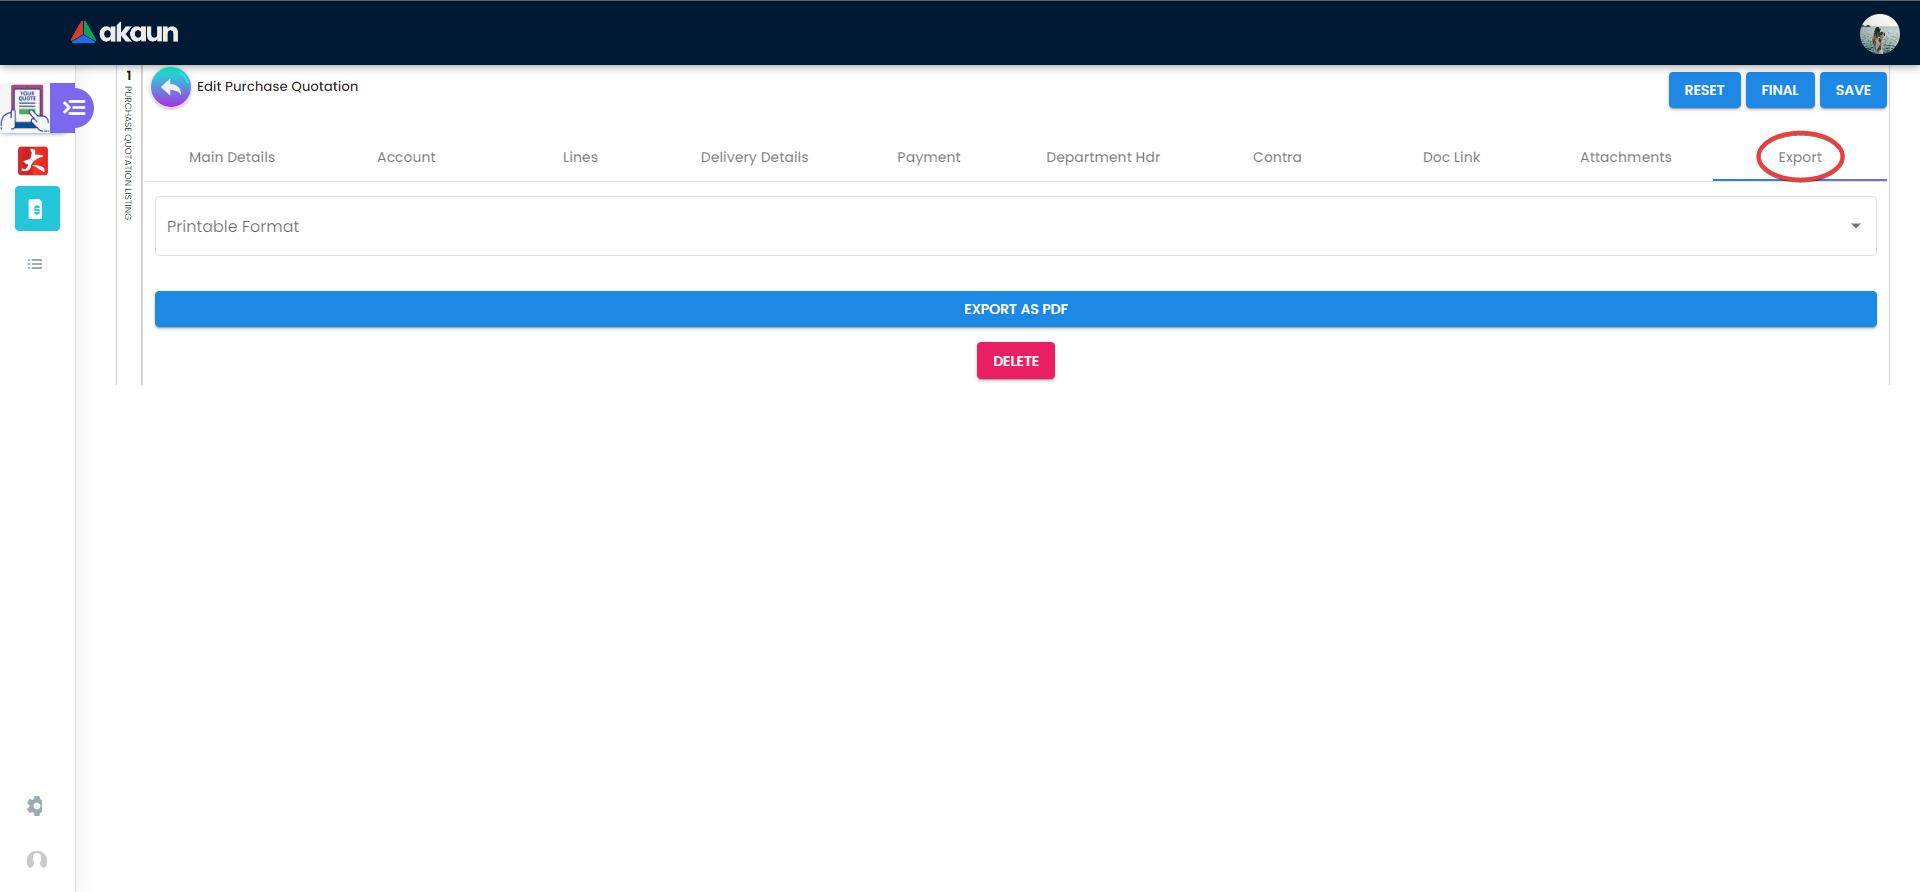 akaun
1
PURCHASE QUOTATION LISTING
Edit Purchase Quotation
RESET
FINAL
SAVE
YOUR
QUOTE
Main Details
Account
Lines
Delivery Details
Payment
Department Hdr
Contra
Doc Link
Attachments
Export
Printable Format
EXPORT AS PDF
DELETE